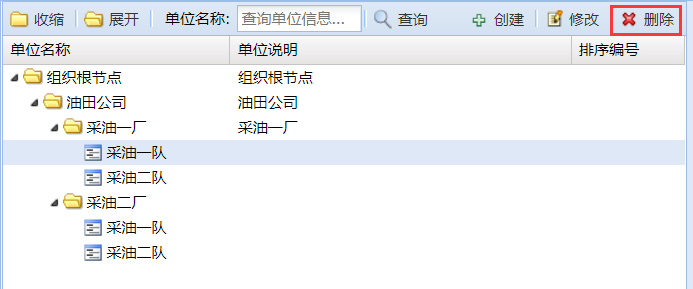 收缩 展开 单位名称: 查询单位信息... 查询 创建 修改 删除
单位名称 单位说明 排序编号
组织根节点 组织根节点
油田公司 油田公司
采油一厂 采油一厂
采油一队
采油二队
采油二厂
采油一队
采油二队